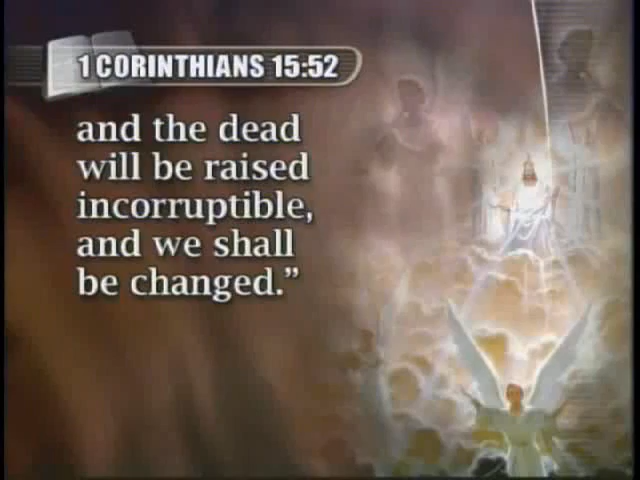 1 CORINTHIANS 15:52
and the dead
will be raised
incorruptible,
and we shall
be changed.”